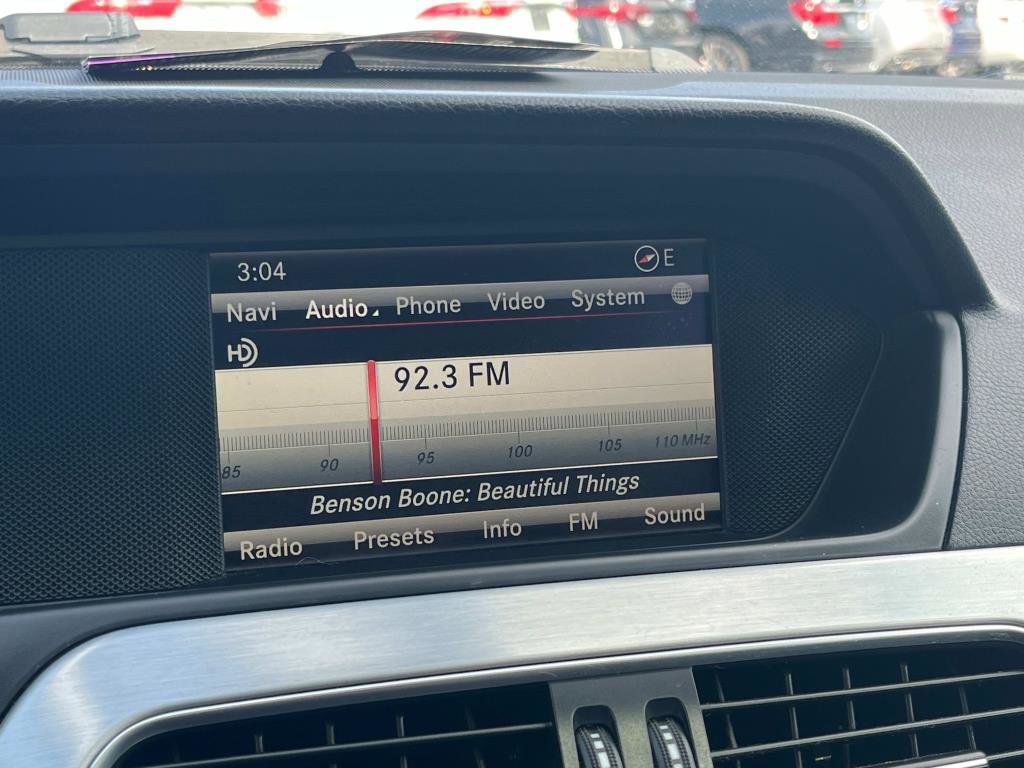 3:04 E
Navi Audio Phone Video System
HD
92.3 FM
85 90 95 100 105 110 MHz
Benson Boone: Beautiful Things
Radio Presets Info FM Sound